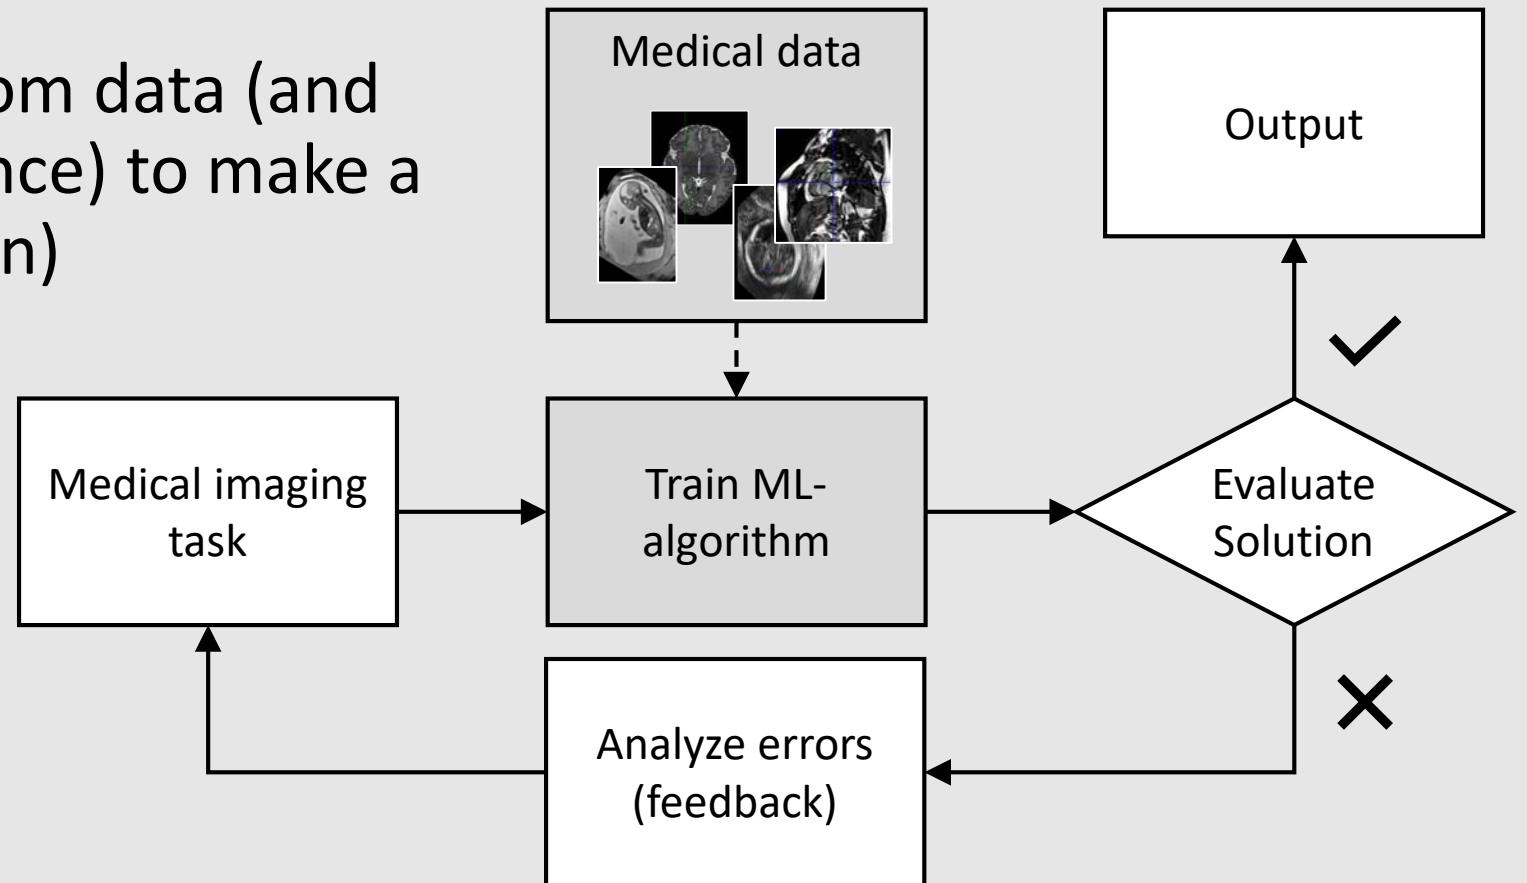 om data (and
nce) to make a
n)
Medical data
Output
Medical imaging
task
Train ML-
algorithm
Evaluate
Solution
Analyze errors
(feedback)